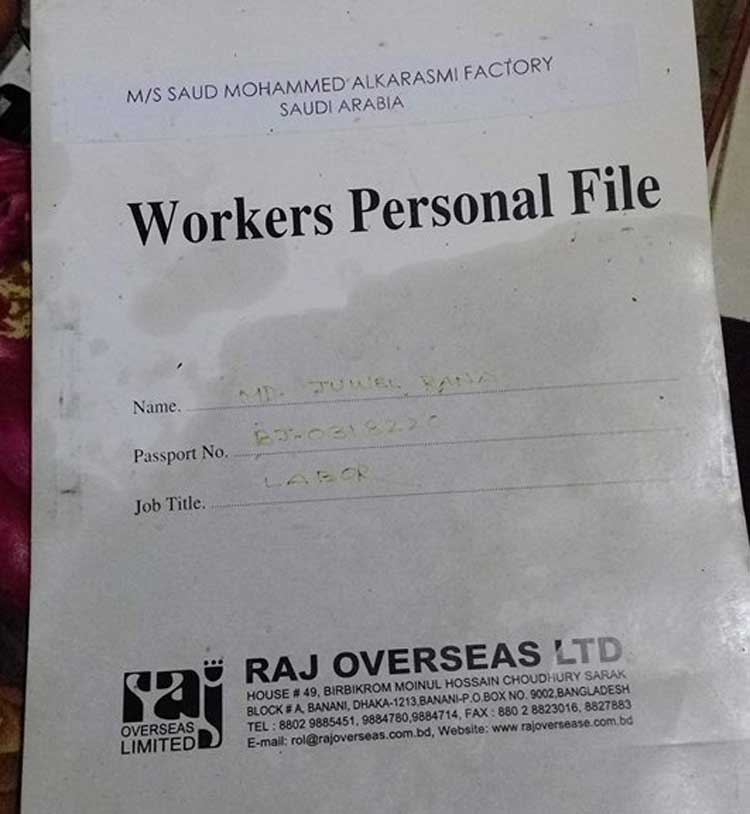 M/S SAUD MOHAMMED ALKARASMI FACTORY
SAUDI ARABIA
Workers Personal File
Name. MD. JUWEL RANA
Passport No. BJ-0318220
Job Title. LABOR
raj
OVERSEAS
LIMITED
RAJ OVERSEAS LTD
HOUSE # 49, BIRBIKROM MOINUL HOSSAIN CHOUDHURY SARAK
BLOCK # A, BANANI, DHAKA-1213,BANANI-P.O.BOX NO. 9002,BANGLADESH
TEL : 8802 9885451, 9884780,9884714, FAX : 880 2 8823016, 8827883
E-mail: rol@rajoverseas.com.bd, Website: www.rajoversease.com.bd